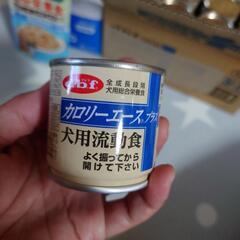 d.b.f
全成長段階
犬用総合栄養食
カロリーエースプラス
犬用流動食
よく振ってから
開けて下さい